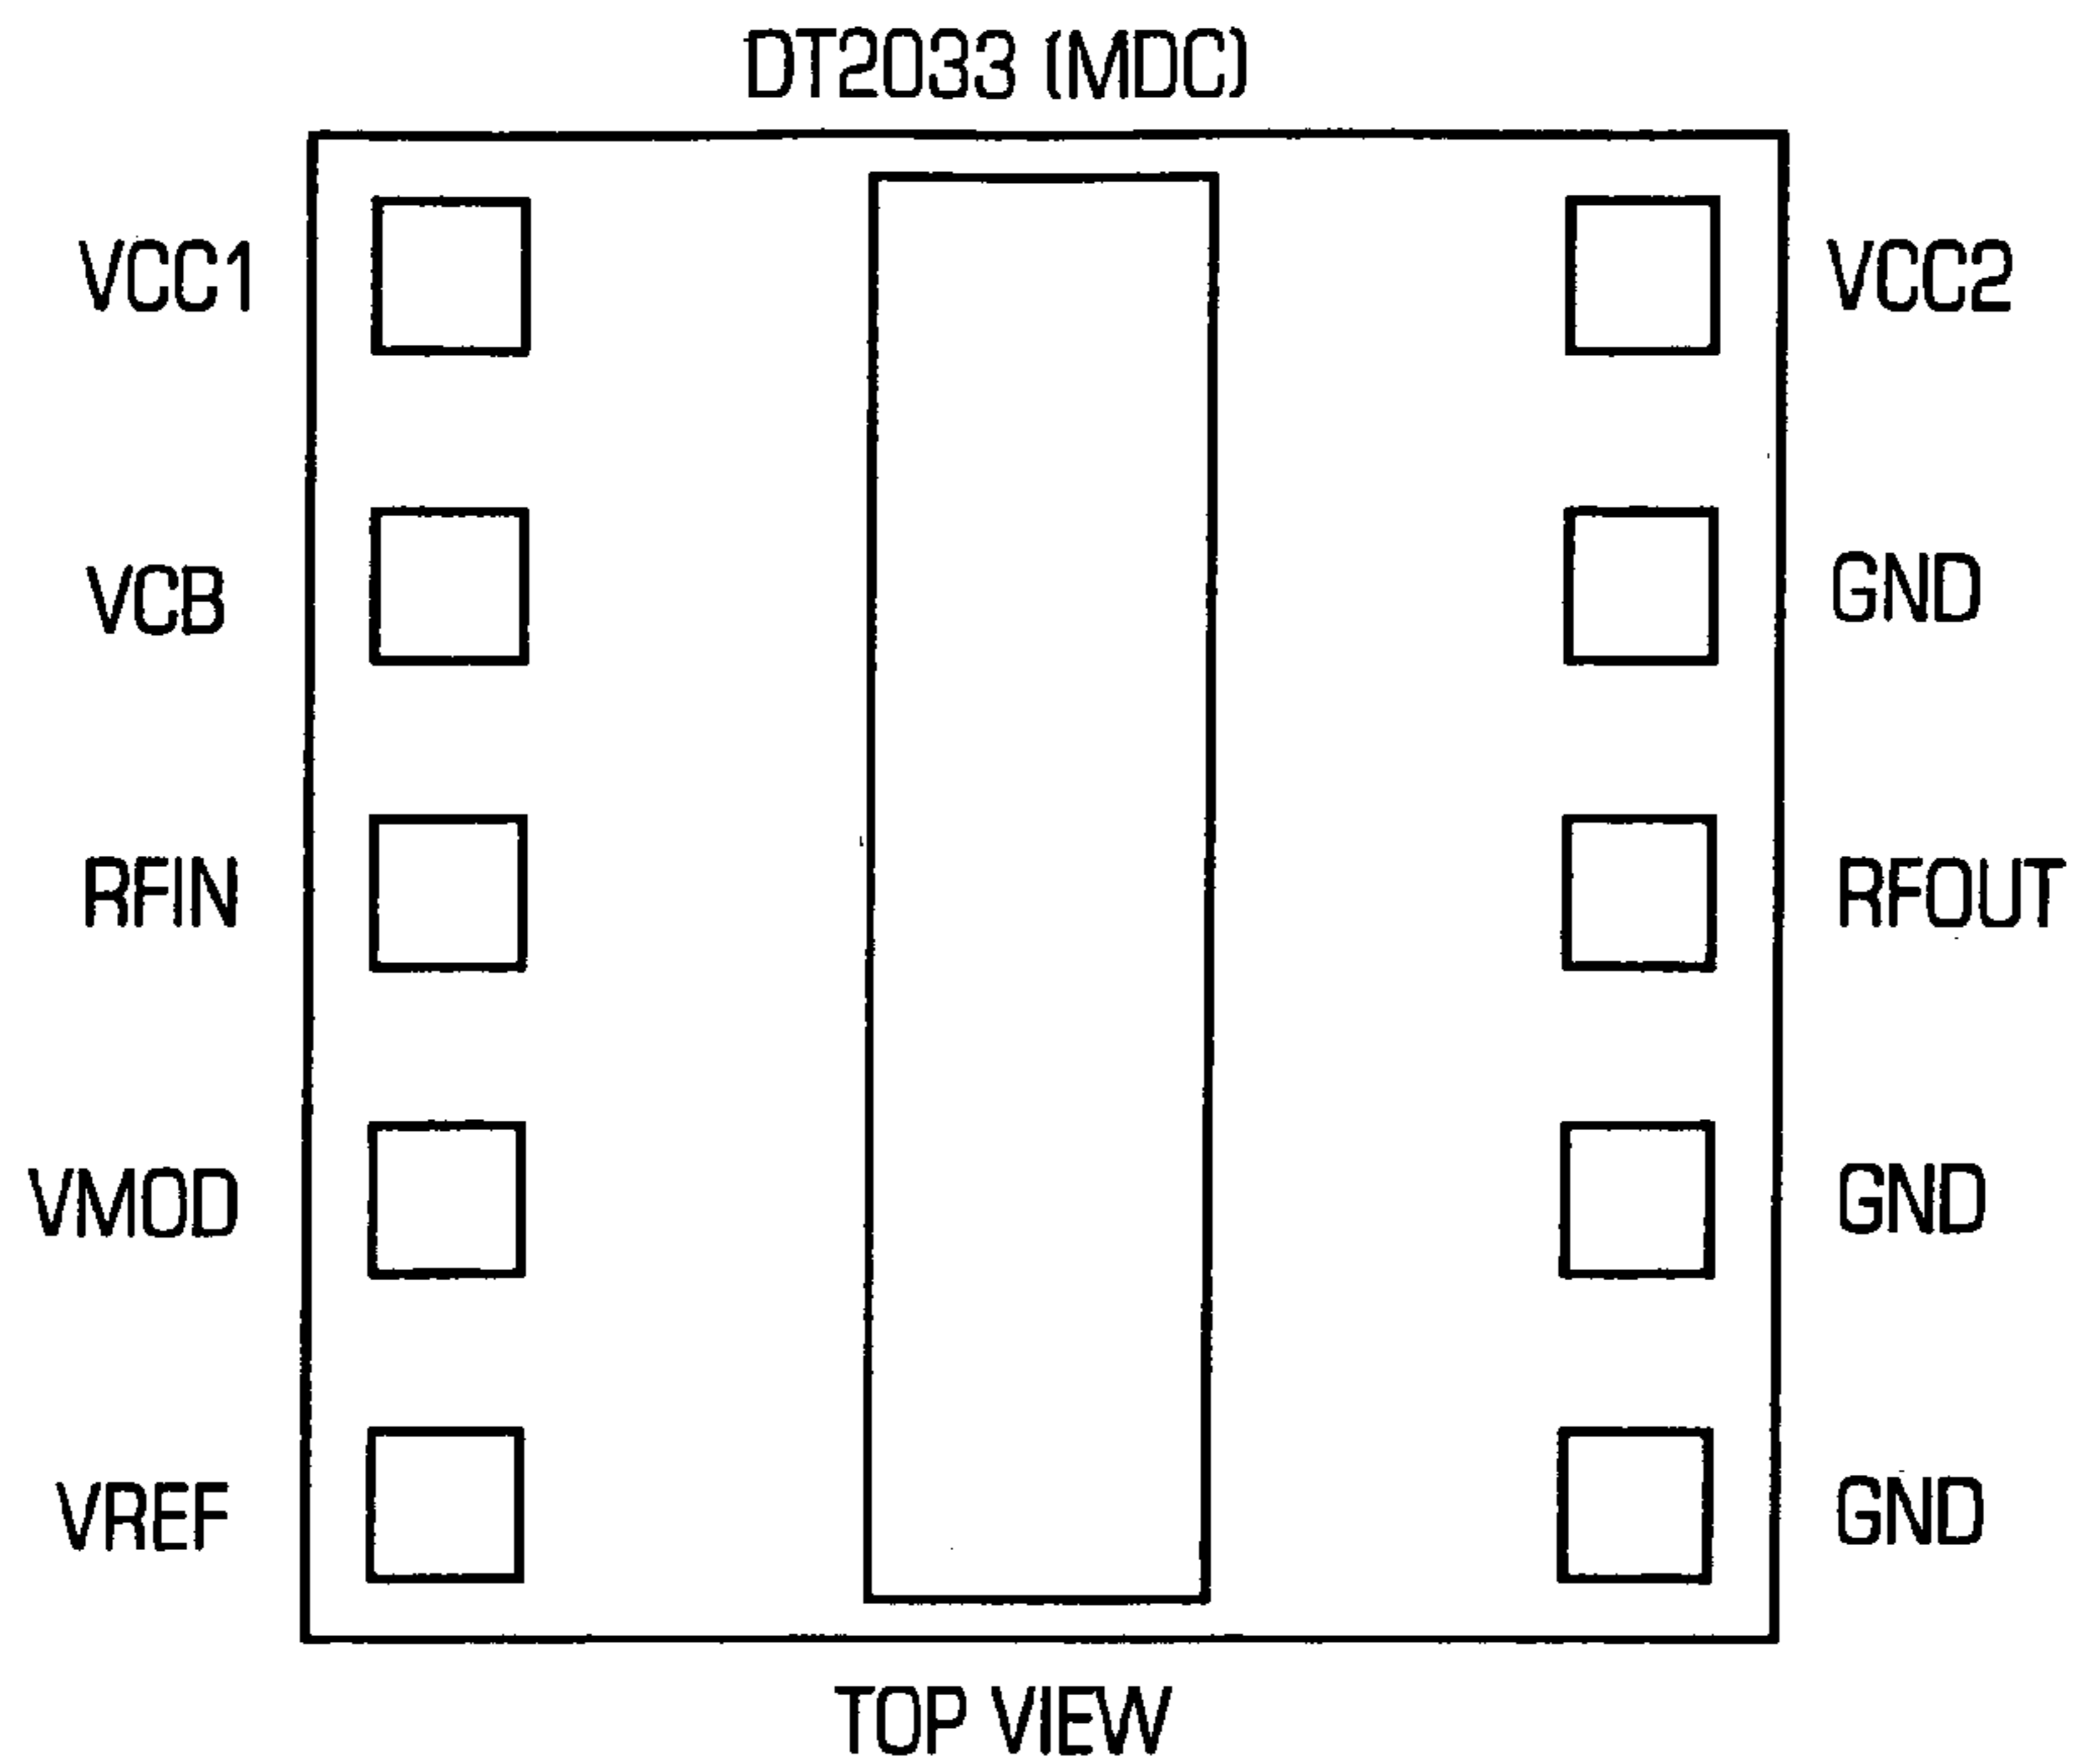 DT2033 (MDC)
VCC1
VCC2
VCB
GND
RFIN
RFOUT
VMOD
GND
VREF
GND
TOP VIEW